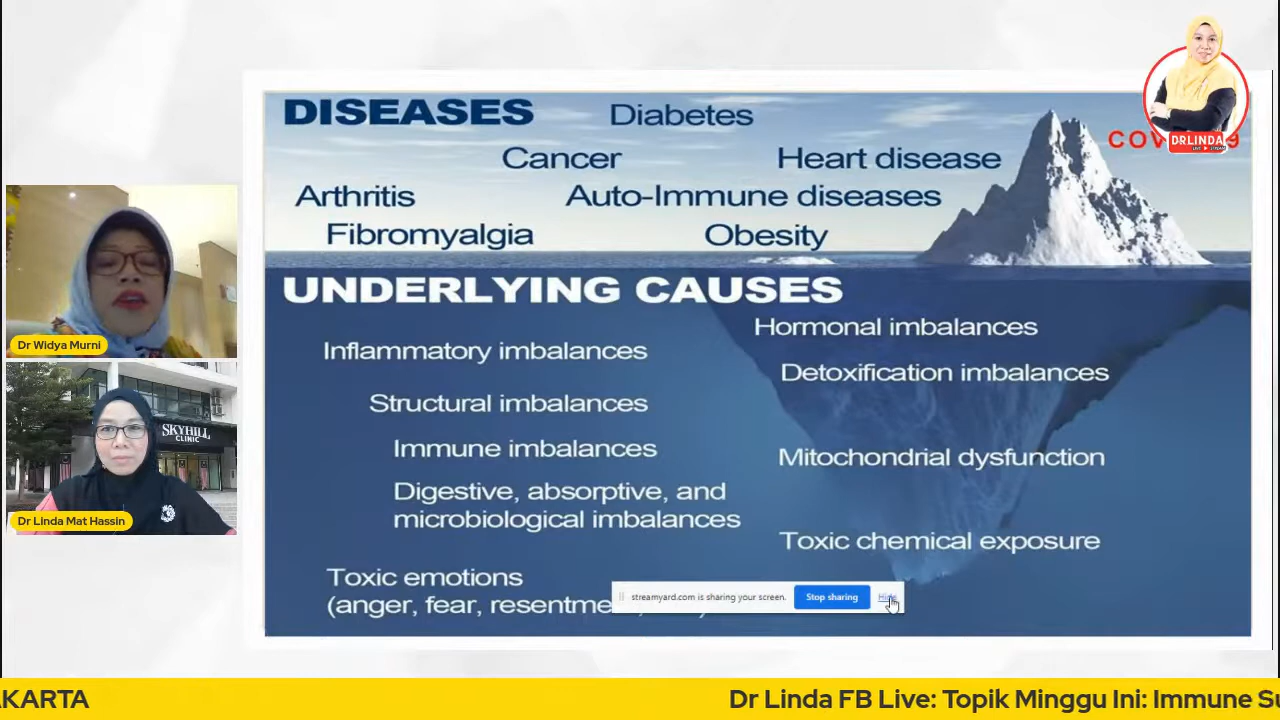 DRLINDA
LIVE STREAM
DISEASES
Diabetes
Cancer
Heart disease
Arthritis
Auto-Immune diseases
Fibromyalgia
Obesity
UNDERLYING CAUSES
Hormonal imbalances
Inflammatory imbalances
Detoxification imbalances
Structural imbalances
Immune imbalances
Mitochondrial dysfunction
Digestive, absorptive, and
microbiological imbalances
Toxic chemical exposure
Toxic emotions
(anger, fear,
streamyard.com is sharing your screen.
Stop sharing
Hide
Dr Widya Murni
SKYHILL
CLINIC
Dr Linda Mat Hassin
KARTA
Dr Linda FB Live: Topik Minggu Ini: Immune